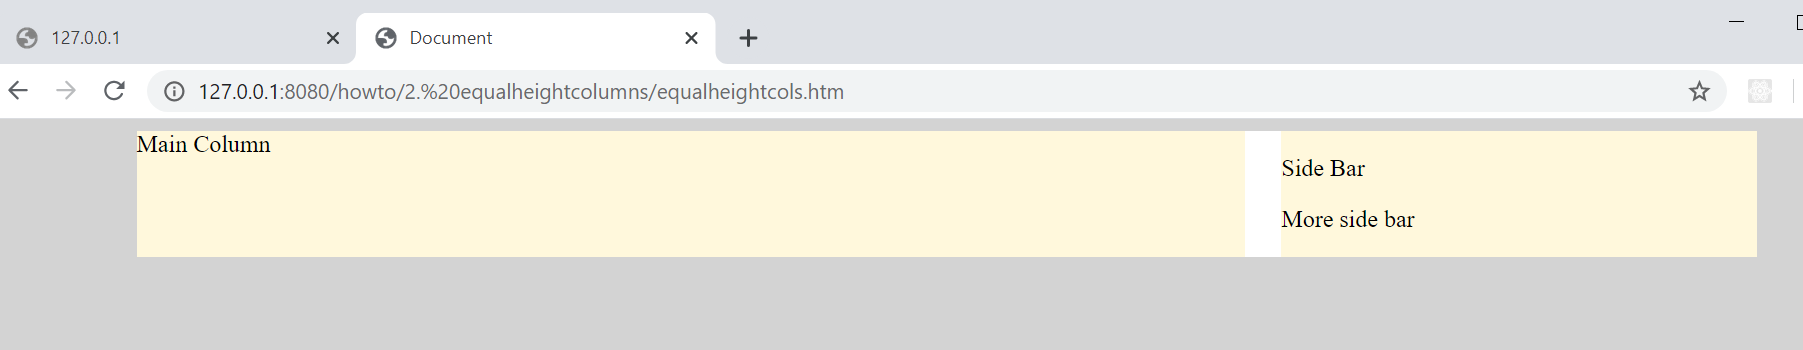 127.0.0.1
Document
127.0.0.1:8080/howto/2.%20equalheightcolumns/equalheightcols.htm
Main Column
Side Bar
More side bar